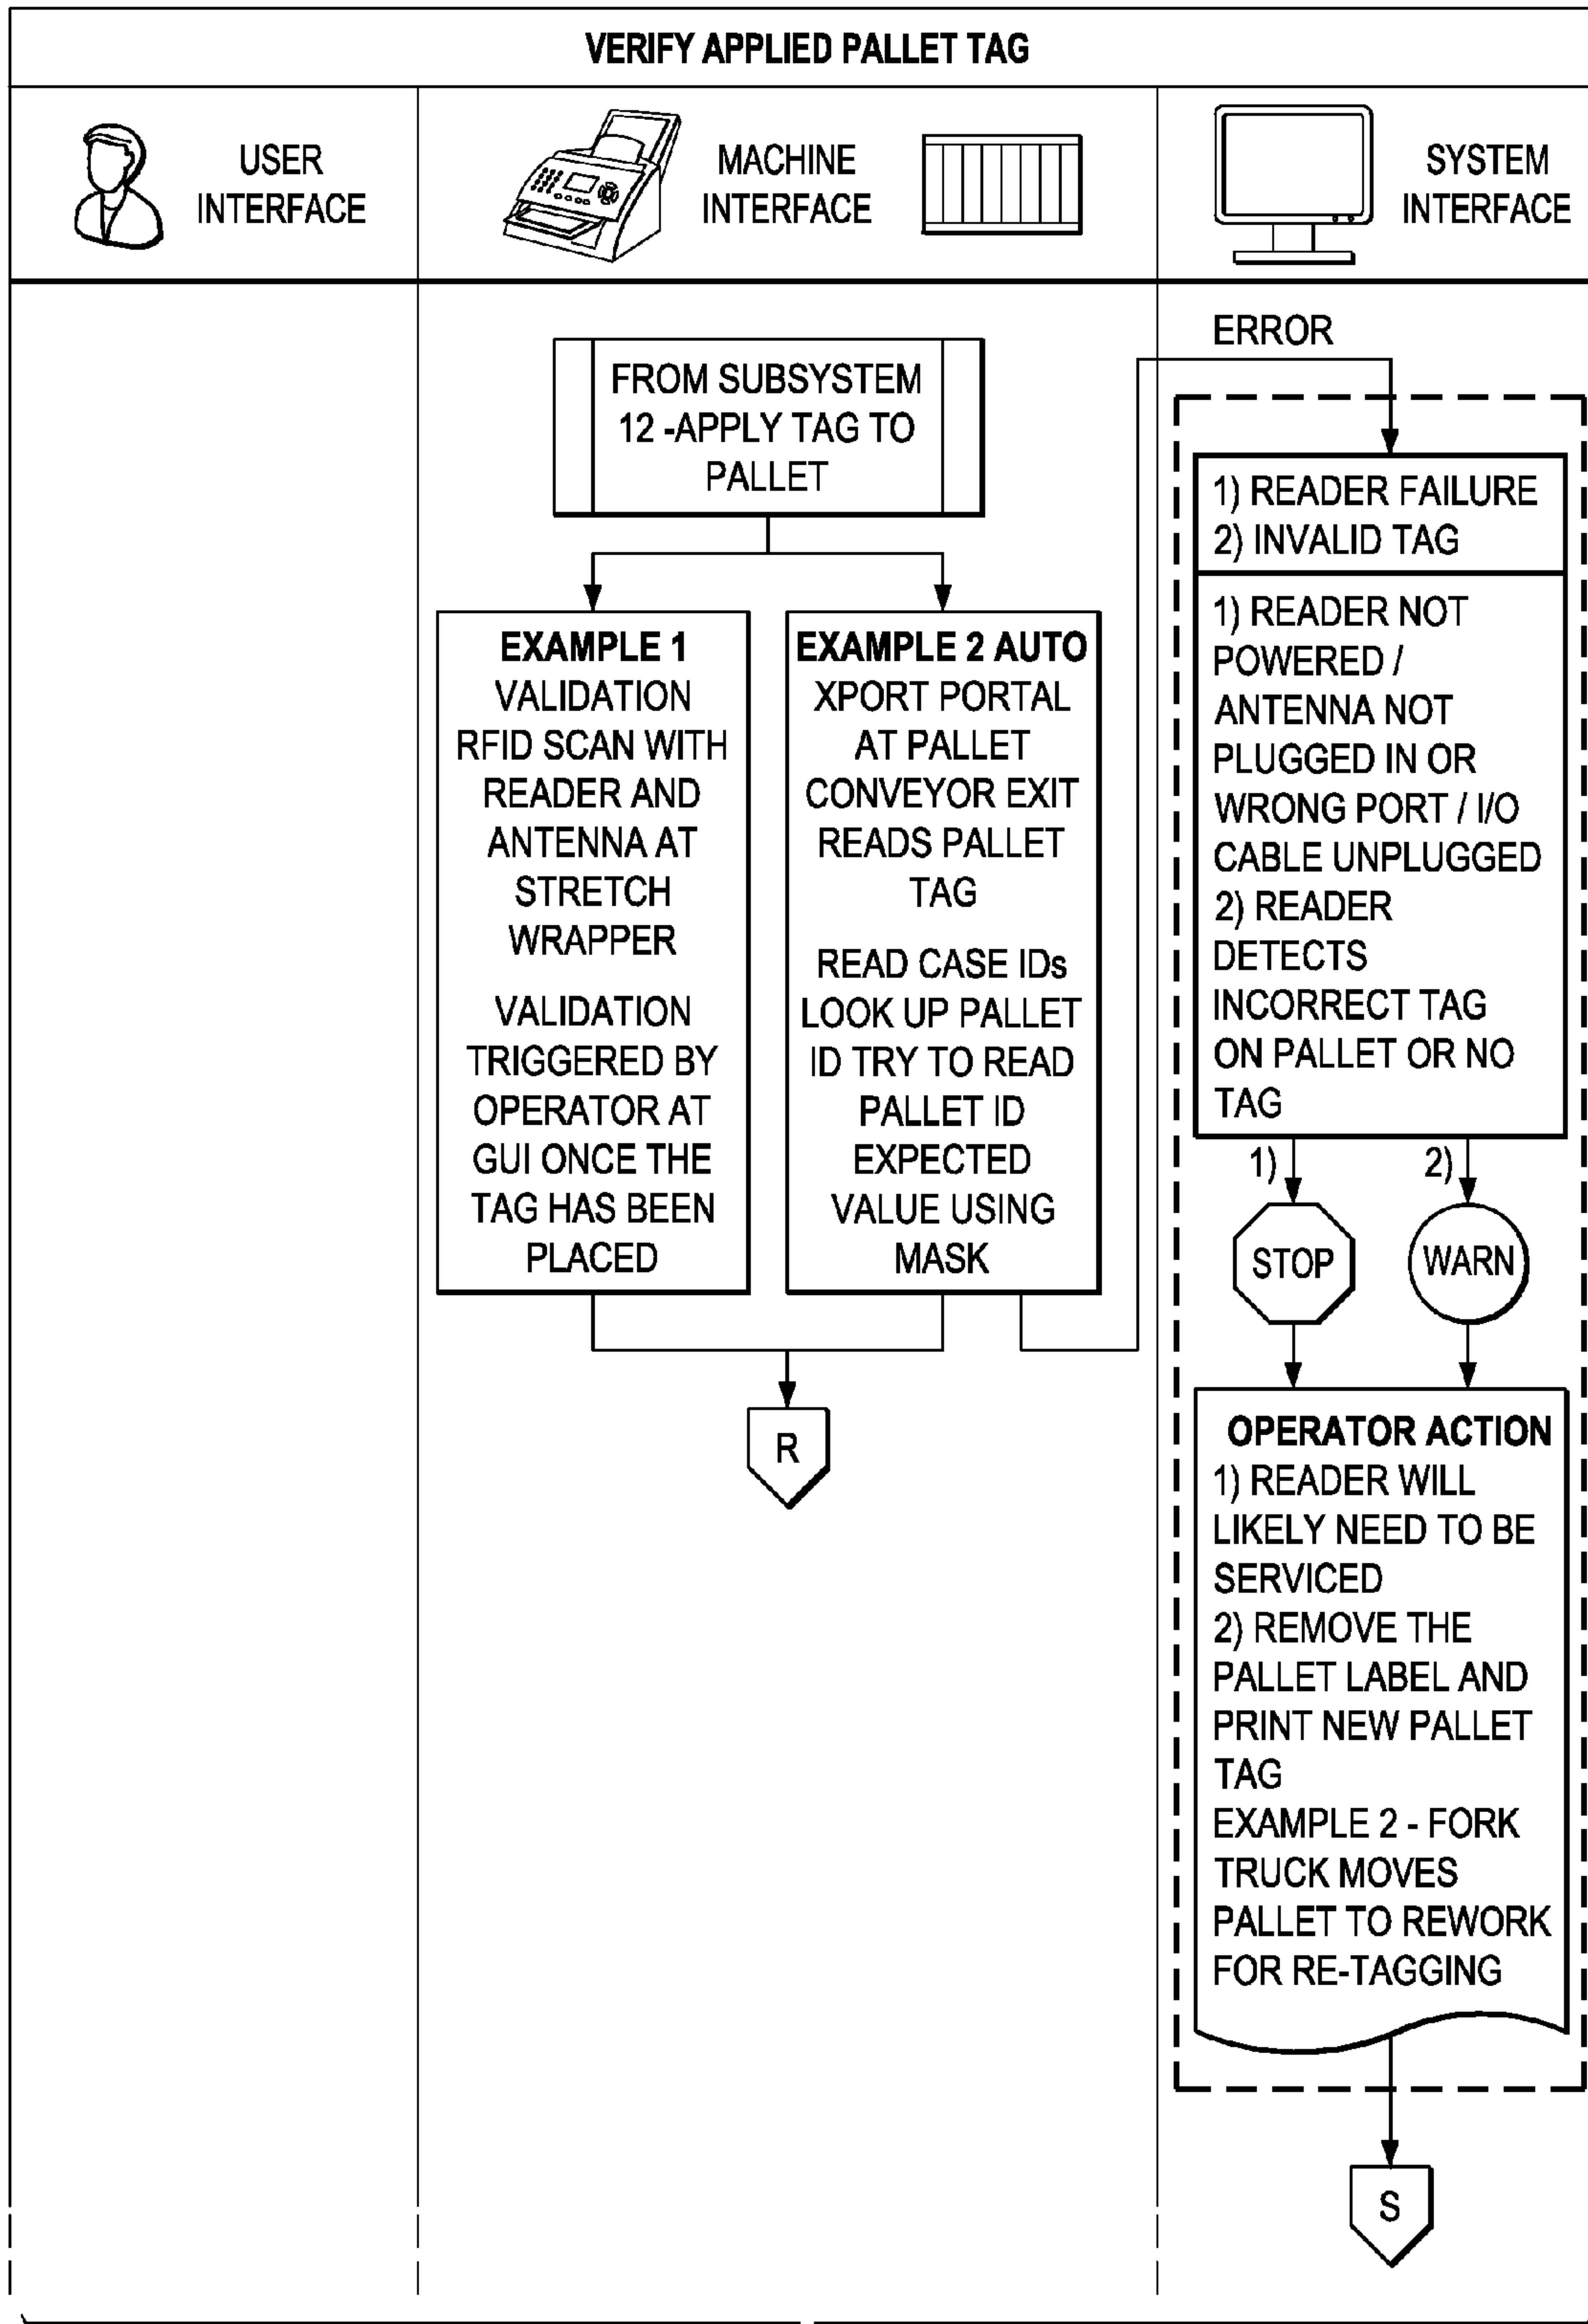 VERIFY APPLIED PALLET TAG
USER
INTERFACE
MACHINE
INTERFACE
SYSTEM
INTERFACE
FROM SUBSYSTEM
12 -APPLY TAG TO
PALLET
EXAMPLE 1
VALIDATION
RFID SCAN WITH
READER AND
ANTENNA AT
STRETCH
WRAPPER
VALIDATION
TRIGGERED BY
OPERATOR AT
GUI ONCE THE
TAG HAS BEEN
PLACED
EXAMPLE 2 AUTO
XPORT PORTAL
AT PALLET
CONVEYOR EXIT
READS PALLET
TAG
READ CASE IDs
LOOK UP PALLET
ID TRY TO READ
PALLET ID
EXPECTED
VALUE USING
MASK
R
ERROR
1) READER FAILURE
2) INVALID TAG
1) READER NOT
POWERED /
ANTENNA NOT
PLUGGED IN OR
WRONG PORT / I/O
CABLE UNPLUGGED
2) READER
DETECTS
INCORRECT TAG
ON PALLET OR NO
TAG
1)
2)
STOP
WARN
OPERATOR ACTION
1) READER WILL
LIKELY NEED TO BE
SERVICED
2) REMOVE THE
PALLET LABEL AND
PRINT NEW PALLET
TAG
EXAMPLE 2 - FORK
TRUCK MOVES
PALLET TO REWORK
FOR RE-TAGGING
S